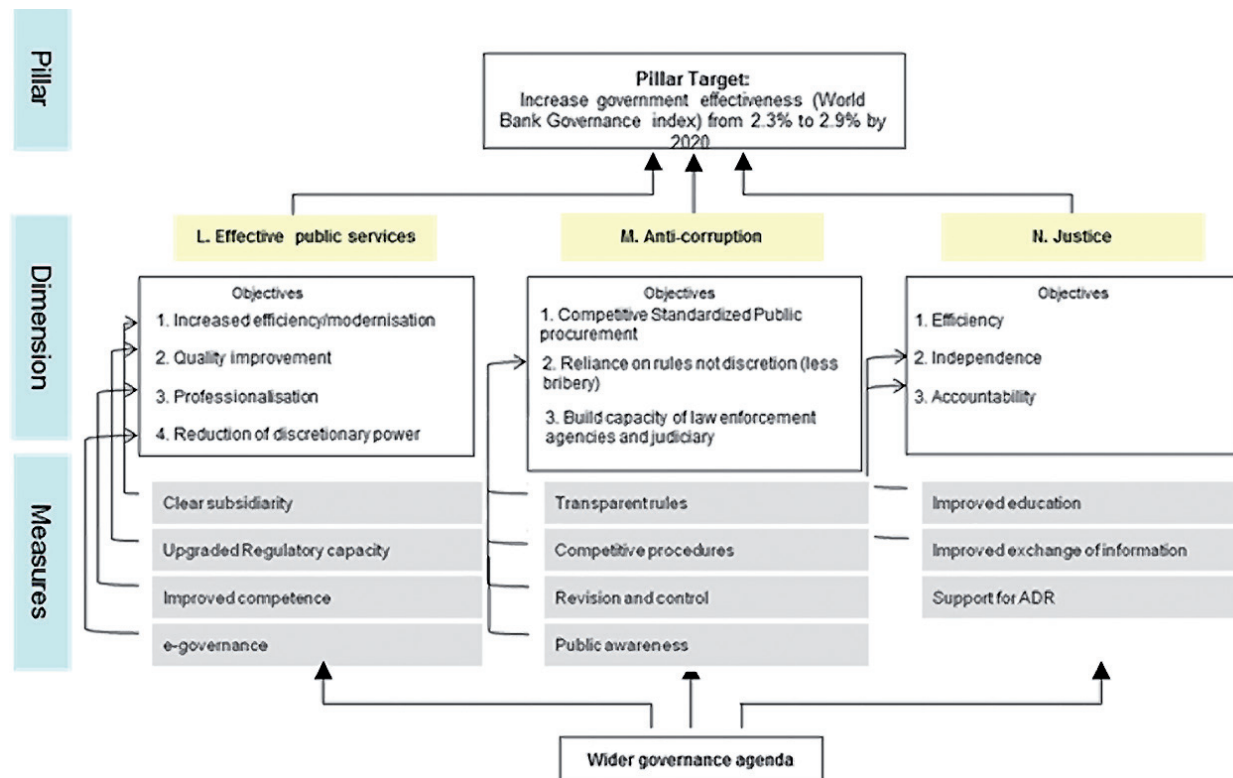 Pillar
Pillar Target:
Increase government effectiveness (World
Bank Governance index) from 2.3% to 2.9% by
2020
Dimension
L. Effective public services
M. Anti-corruption
N. Justice
Objectives
1. Increased efficiency/modernisation
2. Quality improvement
3. Professionalisation
4. Reduction of discretionary power
Objectives
1. Competitive Standardized Public
procurement
2. Reliance on rules not discretion (less
bribery)
3. Build capacity of law enforcement
agencies and judiciary
Objectives
1. Efficiency
2. Independence
3. Accountability
Measures
Clear subsidiarity
Upgraded Regulatory capacity
Improved competence
e-governance
Transparent rules
Competitive procedures
Revision and control
Public awareness
Improved education
Improved exchange of information
Support for ADR
Wider governance agenda